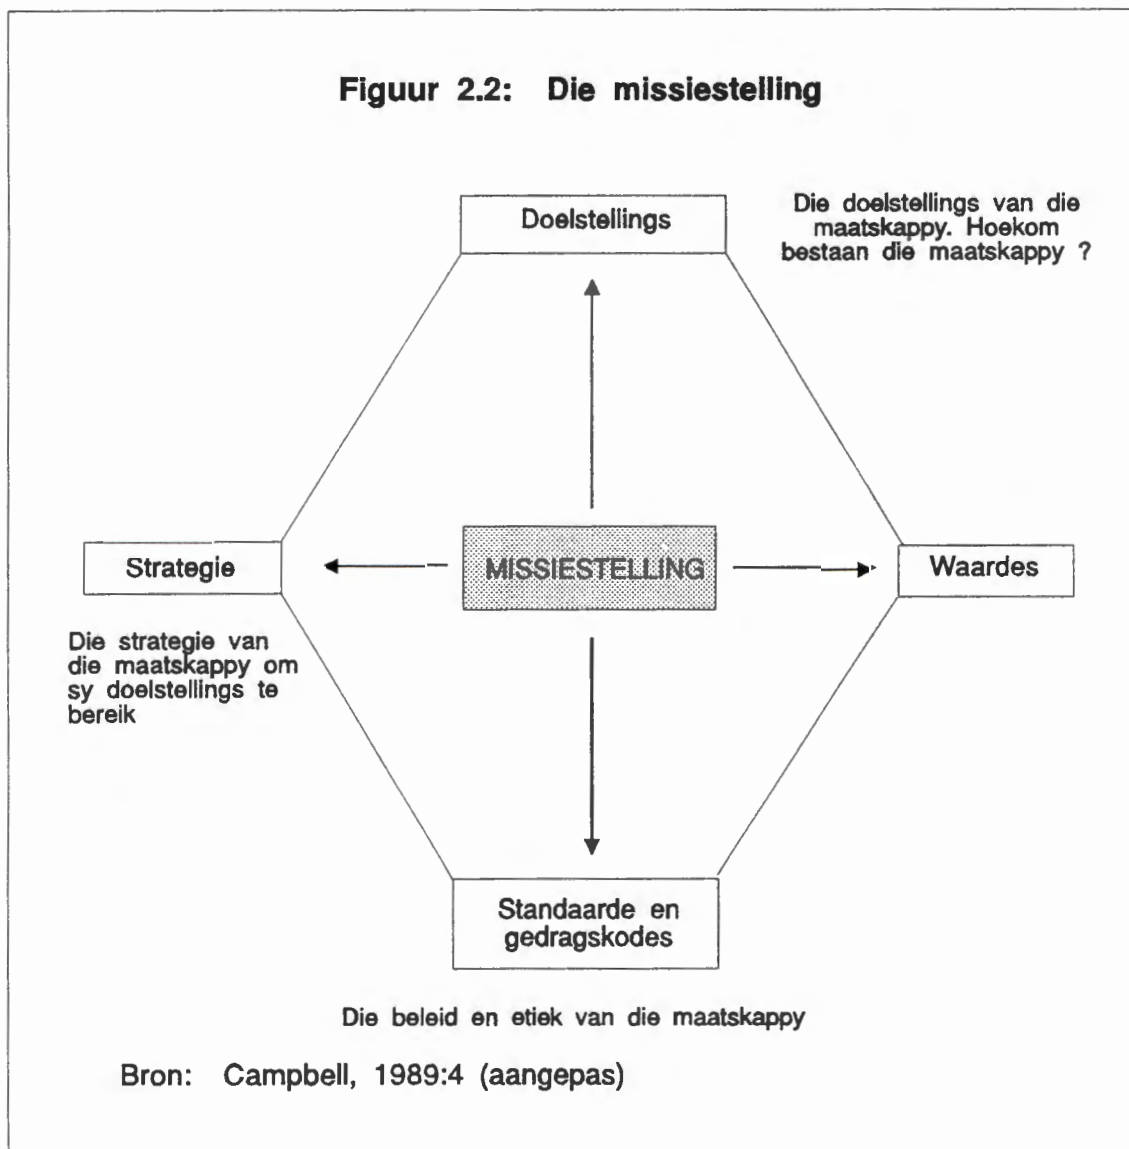 Figuur 2.2: Die missiestelling
Doelstellings
Die doelstellings van die
maatskappy. Hoekom
bestaan die maatskappy ?
Strategie
MISSIESTELLING
Waardes
Die strategie van
die maatskappy om
sy doelstellings te
bereik
Standaarde en
gedragskodes
Die beleid en etiek van die maatskappy
Bron: Campbell, 1989:4 (aangepas)